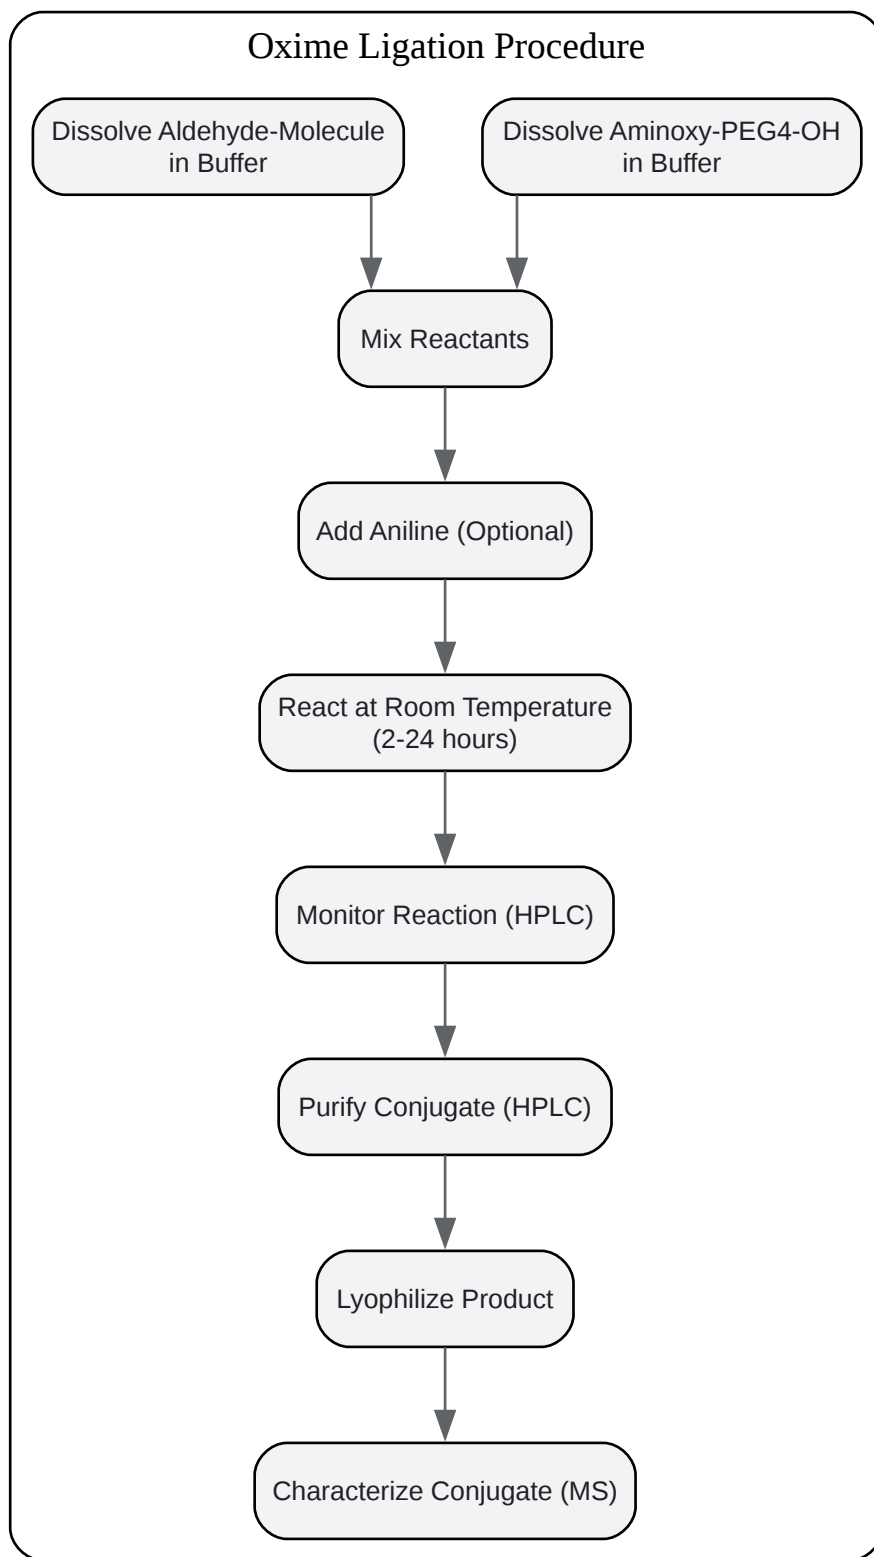 Oxime Ligation Procedure
Dissolve Aldehyde-Molecule
in Buffer
Dissolve Aminoxy-PEG4-OH
in Buffer
Mix Reactants
Add Aniline (Optional)
React at Room Temperature
(2-24 hours)
Monitor Reaction (HPLC)
Purify Conjugate (HPLC)
Lyophilize Product
Characterize Conjugate (MS)